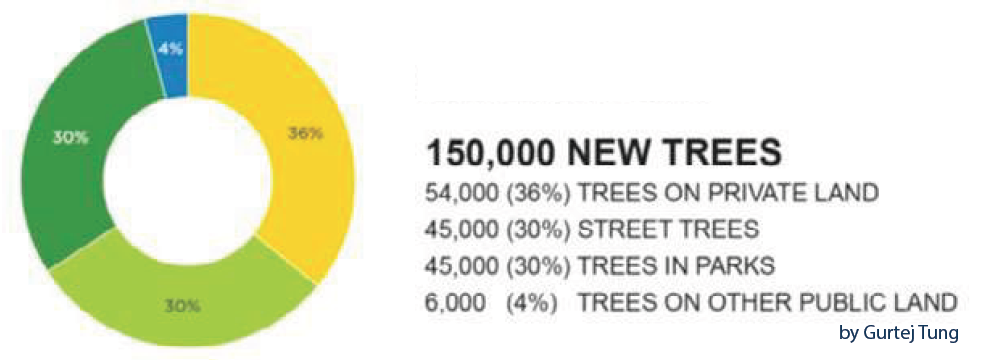 4%
36%
30%
30%
150,000 NEW TREES
54,000 (36%) TREES ON PRIVATE LAND
45,000 (30%) STREET TREES
45,000 (30%) TREES IN PARKS
6,000 (4%) TREES ON OTHER PUBLIC LAND
by Gurtej Tung